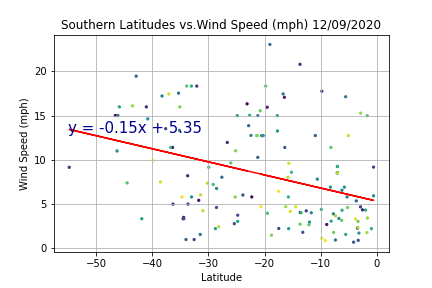 Southern Latitudes vs.Wind Speed (mph) 12/09/2020
Wind Speed (mph)
20
15
10
5
0
y = -0.15x + 5.35
−50
−40
−30
−20
−10
0
Latitude